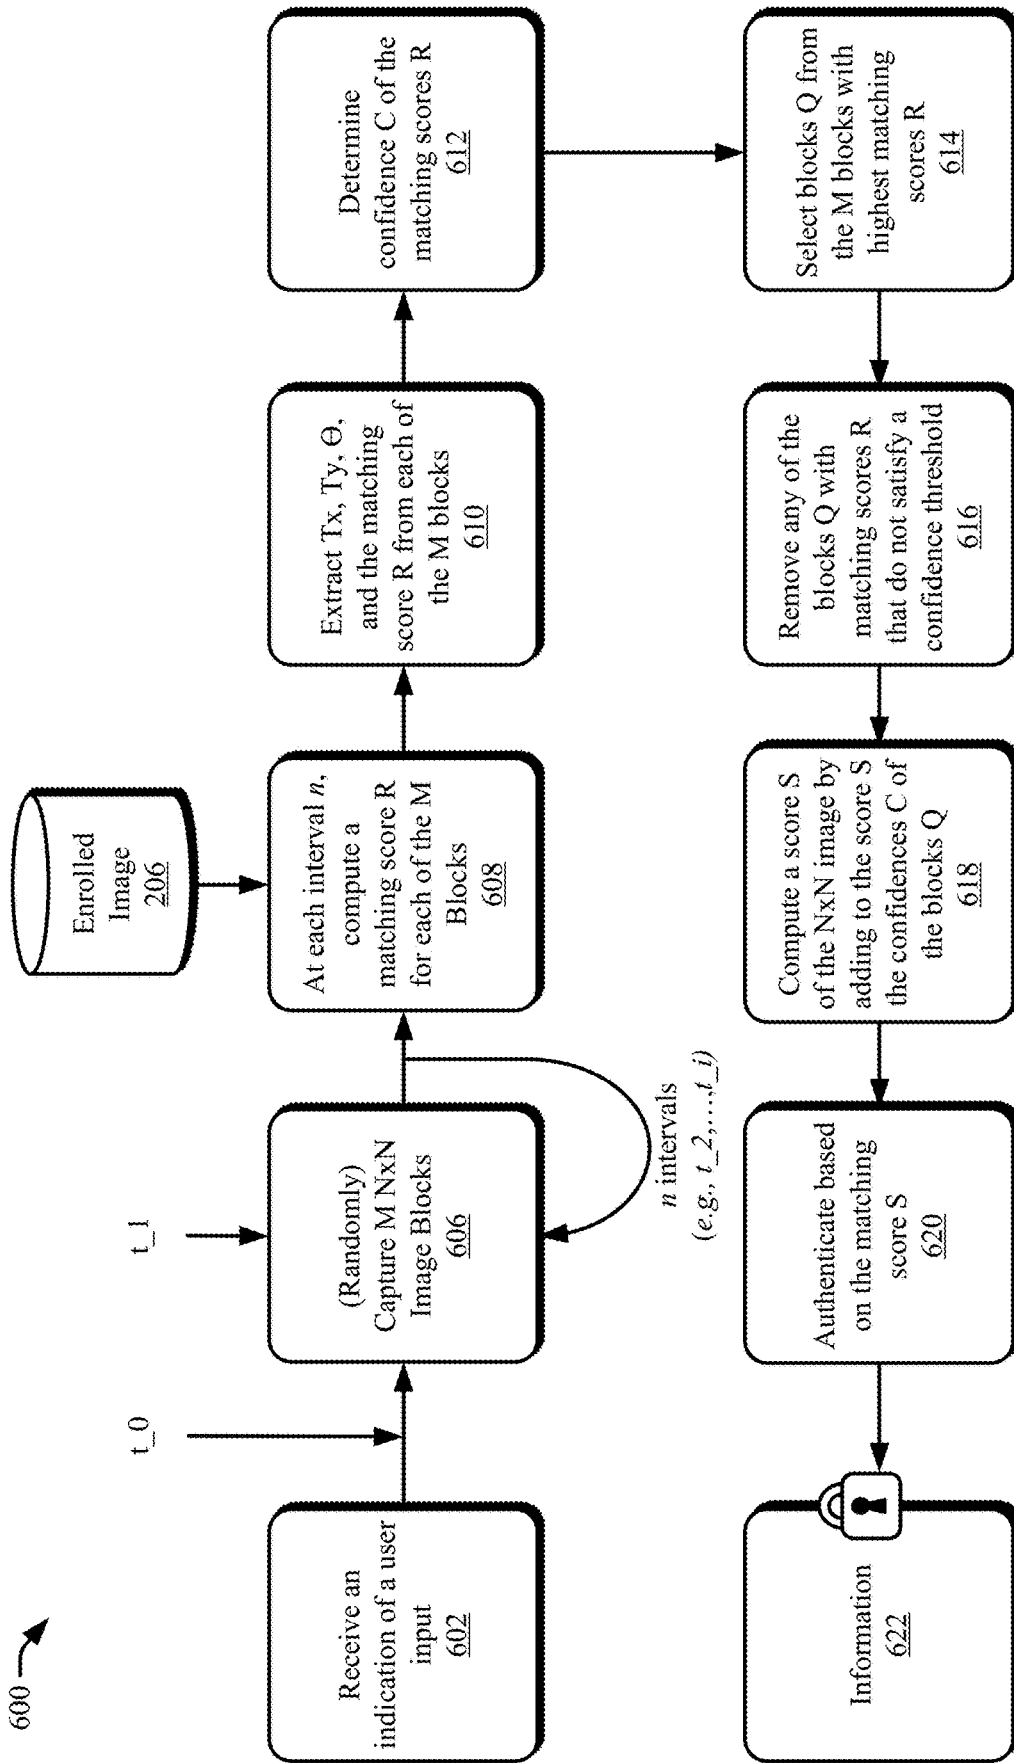 600
Receive an
indication of a user
input
602
t_0
t_1
(Randomly)
Capture M NxN
Image Blocks
606
n intervals
(e.g., t_2,...,t_i)
Enrolled
Image
206
At each interval n,
compute a
matching score R
for each of the M
Blocks
608
Extract Tx, Ty, Θ,
and the matching
score R from each of
the M blocks
610
Determine
confidence C of the
matching scores R
612
Select blocks Q from
the M blocks with
highest matching
scores R
614
Remove any of the
blocks Q with
matching scores R
that do not satisfy a
confidence threshold
616
Compute a score S
of the NxN image by
adding to the score S
the confidences C of
the blocks Q
618
Authenticate based
on the matching
score S
620
Information
622